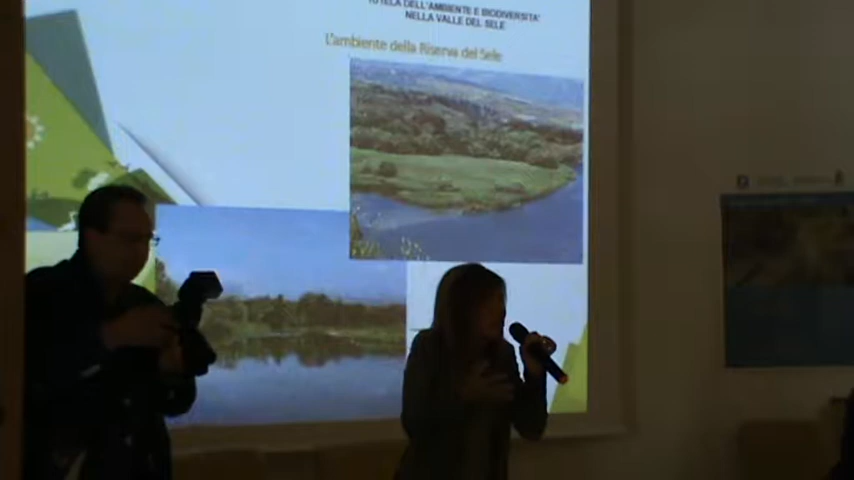 TUTELA DELL'AMBIENTE E BIODIVERSITA'
NELLA VALLE DEL SELE
L'ambiente della Riserva del Sele